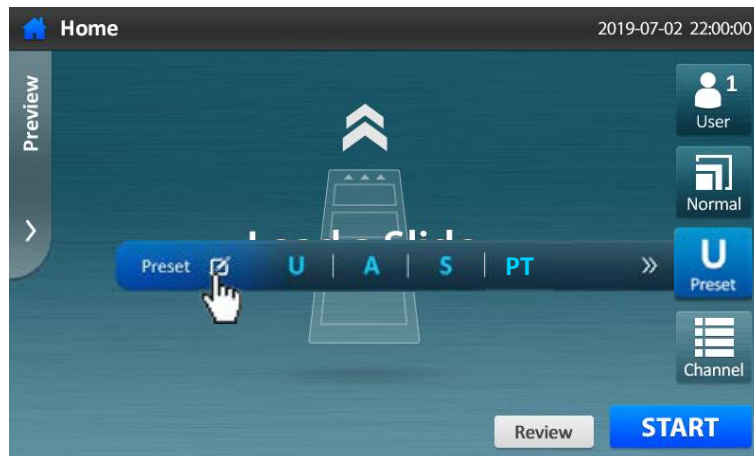 Home
2019-07-02 22:00:00
Preview
1
User
Normal
Preset
U | A | S | PT
U
Preset
Channel
Review
START